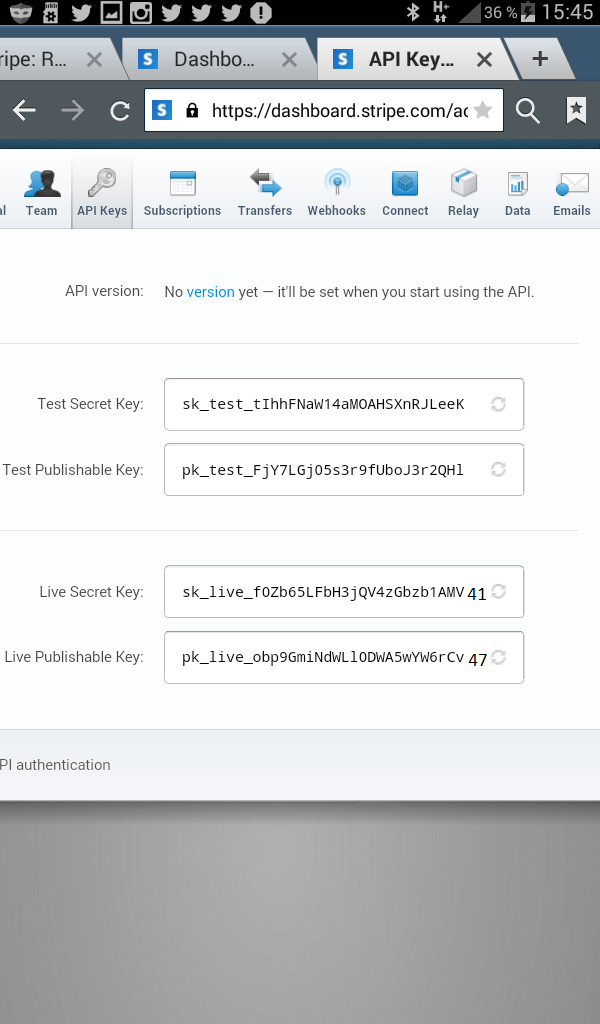 36 % 15:45
ripe: R... Dashbo... API Key...
https://dashboard.stripe.com/ac
al Team API Keys Subscriptions Transfers Webhooks Connect Relay Data Emails
API version: No version yet — it'll be set when you start using the API.
Test Secret Key: sk_test_tIhhFNaW14aMOAHSXnRJLeeK
Test Publishable Key: pk_test_FjY7LGjO5s3r9fUboJ3r2QHl
Live Secret Key: sk_live_fOZb65LFbH3jQV4zGbzb1AMV 41
Live Publishable Key: pk_live_obp9GmiNdWLlODWA5wYW6rCv 47
PI authentication